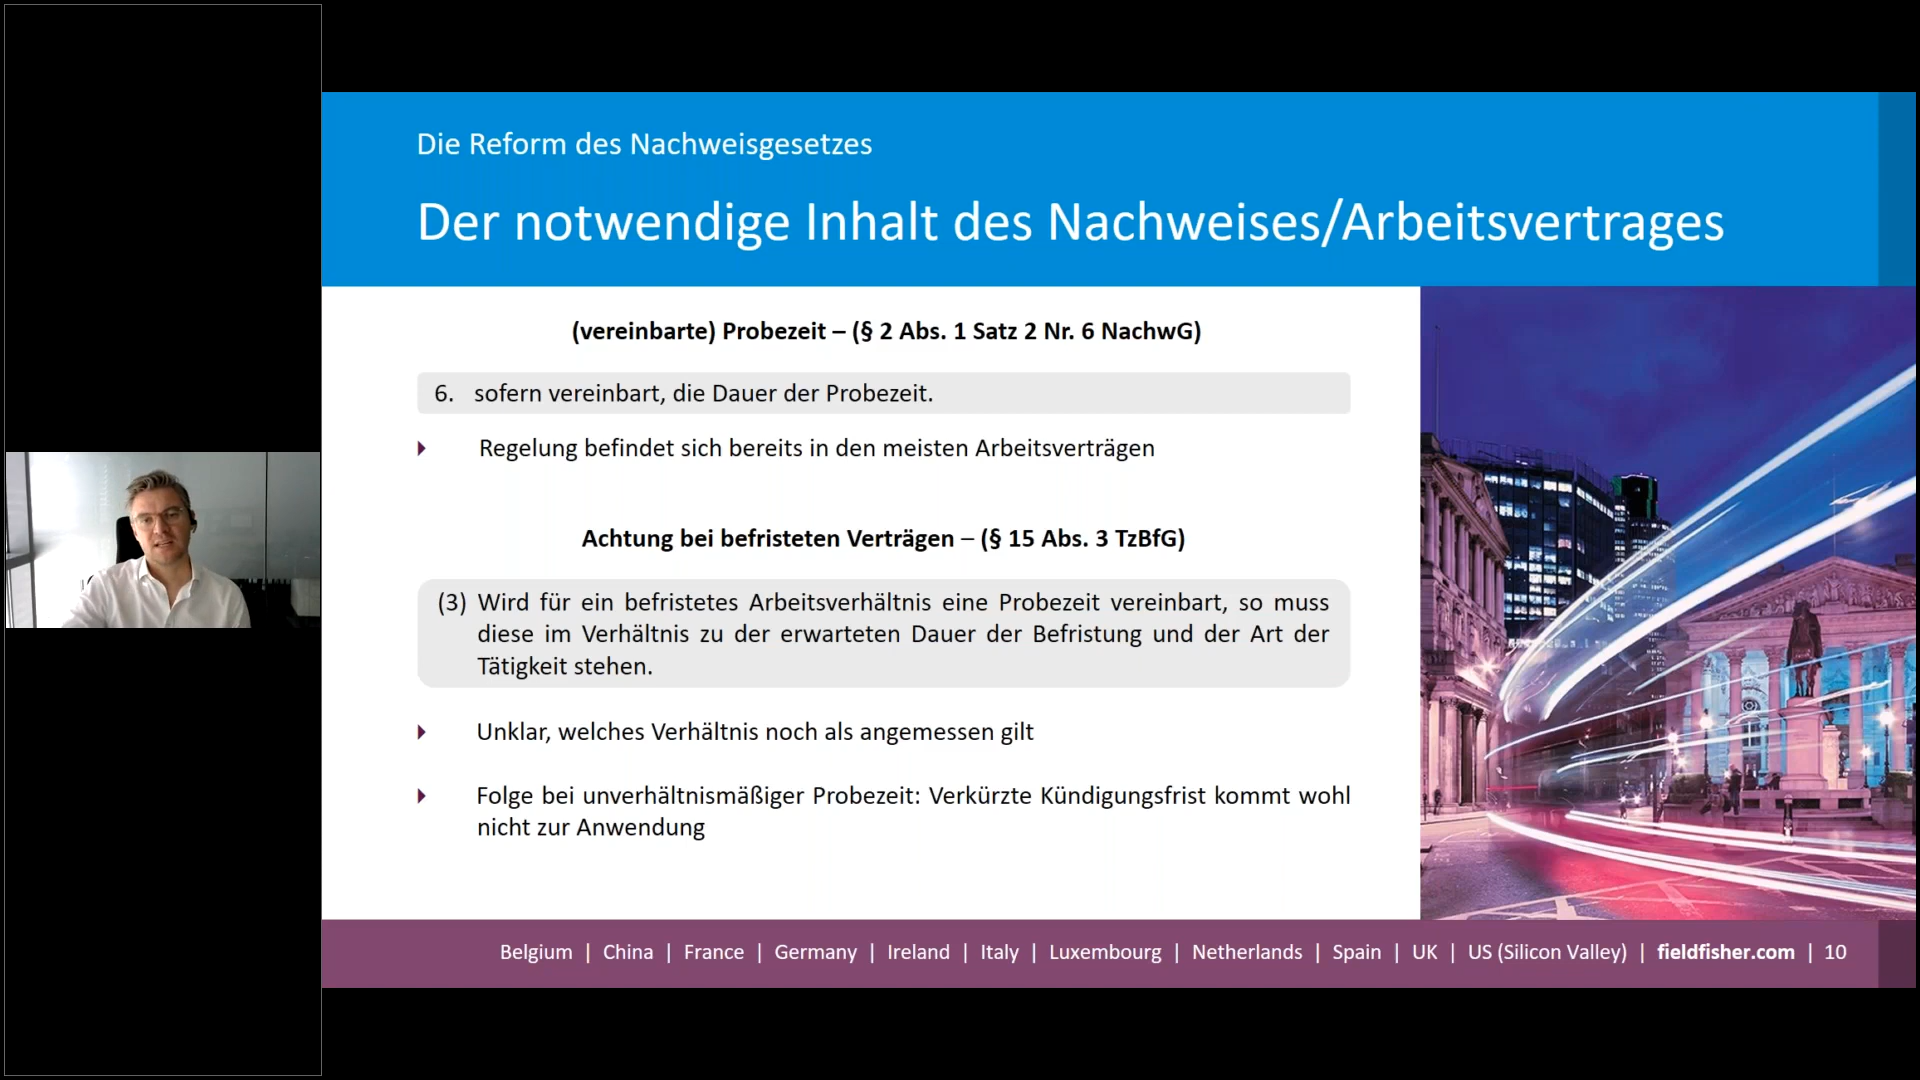 Die Reform des Nachweisgesetzes
Der notwendige Inhalt des Nachweises/Arbeitsvertrages
(vereinbarte) Probezeit – (§ 2 Abs. 1 Satz 2 Nr. 6 NachwG)
6. sofern vereinbart, die Dauer der Probezeit.
Regelung befindet sich bereits in den meisten Arbeitsverträgen
Achtung bei befristeten Verträgen – (§ 15 Abs. 3 TzBfG)
(3) Wird für ein befristetes Arbeitsverhältnis eine Probezeit vereinbart, so muss
diese im Verhältnis zu der erwarteten Dauer der Befristung und der Art der
Tätigkeit stehen.
Unklar, welches Verhältnis noch als angemessen gilt
Folge bei unverhältnismäßiger Probezeit: Verkürzte Kündigungsfrist kommt wohl
nicht zur Anwendung
Belgium | China | France | Germany | Ireland | Italy | Luxembourg | Netherlands | Spain | UK | US (Silicon Valley) | fieldfisher.com | 10